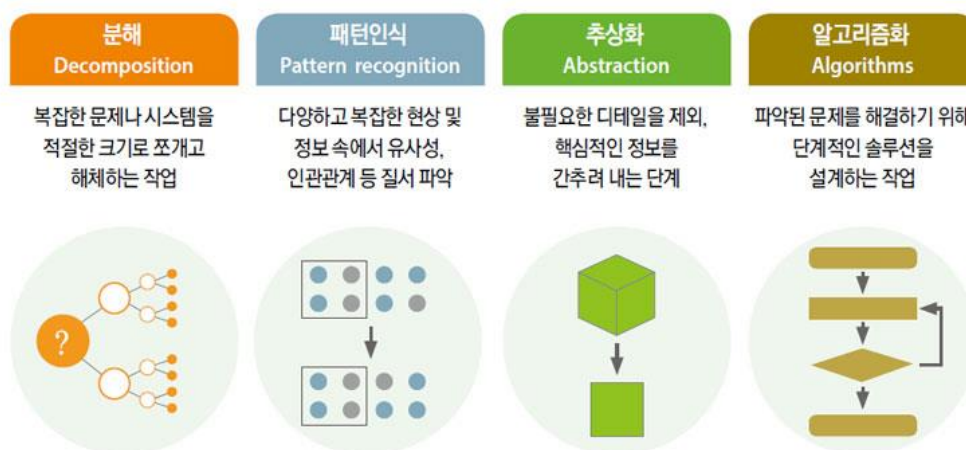 분해
Decomposition
복잡한 문제나 시스템을
적절한 크기로 쪼개고
해체하는 작업
패턴인식
Pattern recognition
다양하고 복잡한 현상 및
정보 속에서 유사성,
인관관계 등 질서 파악
추상화
Abstraction
불필요한 디테일을 제외,
핵심적인 정보를
간추려 내는 단계
알고리즘화
Algorithms
파악된 문제를 해결하기 위해
단계적인 솔루션을
설계하는 작업
?